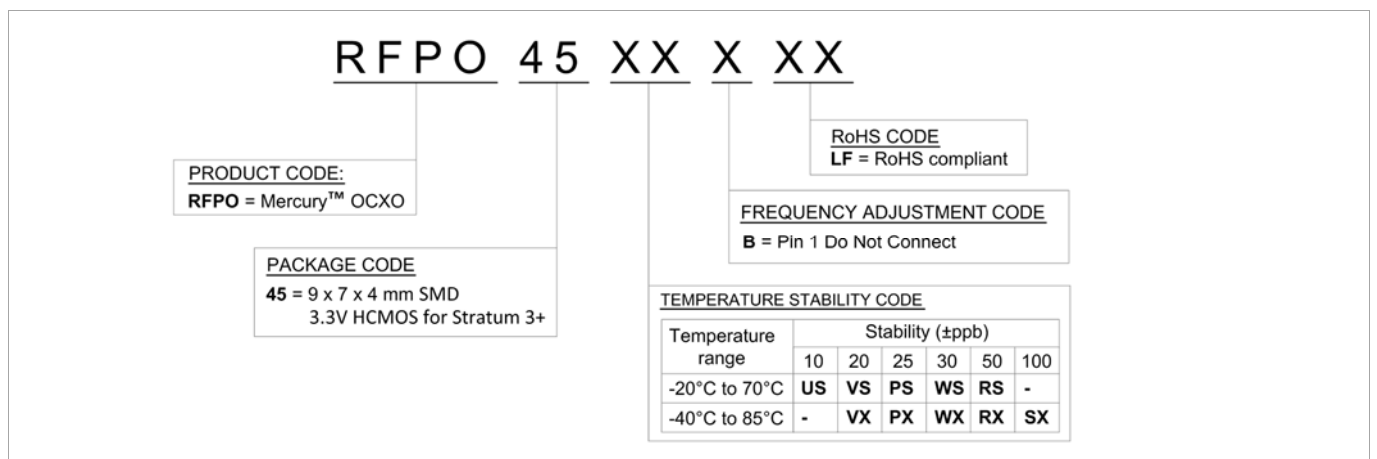 RFPO 45 XX X XX
RoHS CODE
LF = RoHS compliant
PRODUCT CODE:
RFPO = Mercury™ OCXO
FREQUENCY ADJUSTMENT CODE
B = Pin 1 Do Not Connect
PACKAGE CODE
45 = 9 x 7 x 4 mm SMD
3.3V HCMOS for Stratum 3+
TEMPERATURE STABILITY CODE
Temperature range Stability (±ppb)
10 20 25 30 50 100
-20°C to 70°C US VS PS WS RS -
-40°C to 85°C - VX PX WX RX SX